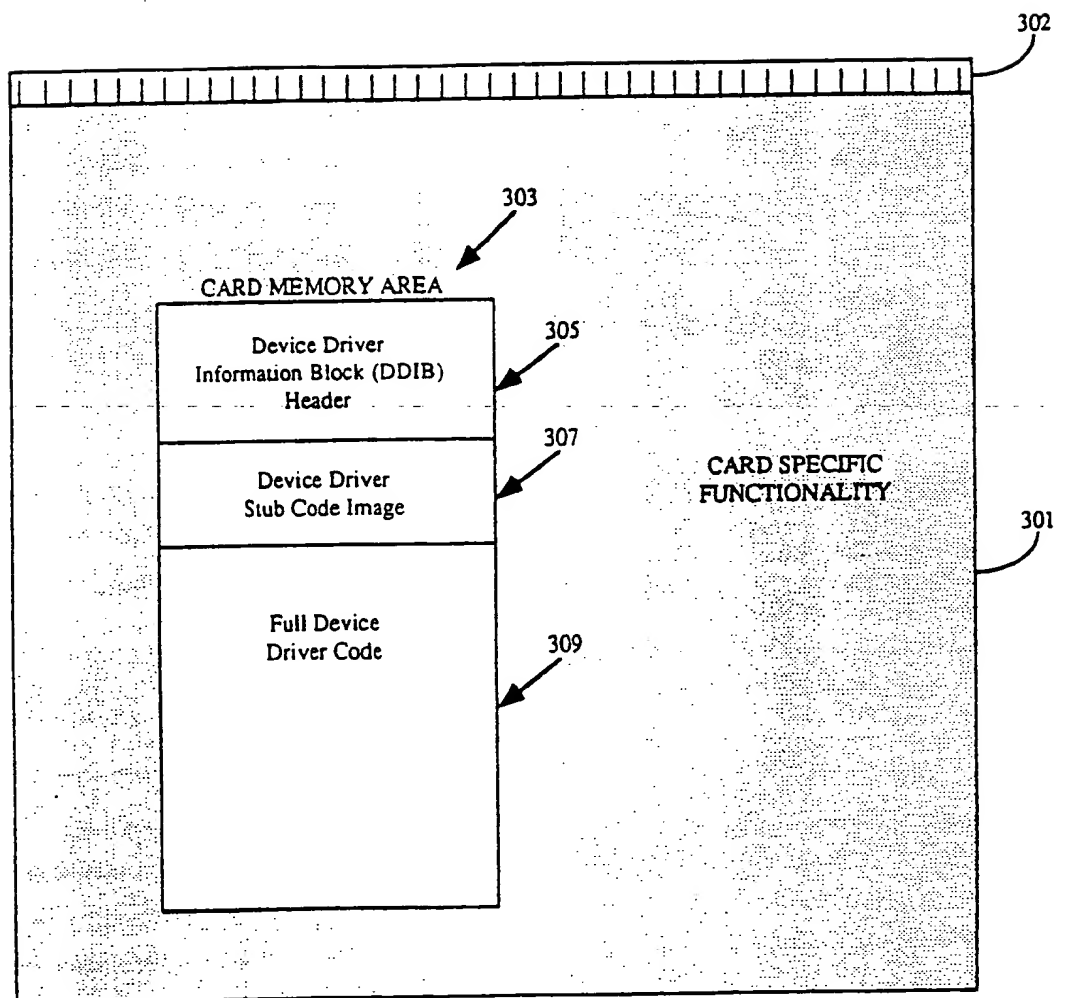 302
303
CARD MEMORY AREA
Device Driver
Information Block (DDIB)
Header
305
307
Device Driver
Stub Code Image
CARD SPECIFIC
FUNCTIONALITY
301
Full Device
Driver Code
309